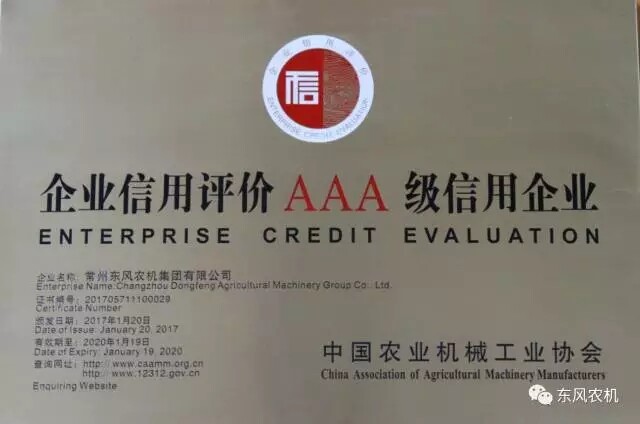 企业信用评价
信
ENTERPRISE CREDIT EVALUATION
企业信用评价 AAA 级信用企业
ENTERPRISE CREDIT EVALUATION
企业名称: 常州东风农机集团有限公司
Enterprise Name:Changzhou Dongfeng Agricultural Machinery Group Co., Ltd.
证书编号: 201705711100029
Certificate Number
颁发日期: 2017年1月20日
Date of Issue: January 20, 2017
有效期至: 2020年1月19日
Date of Expiry: January 19, 2020
查询网址: http://www.caamm.org.cn
http://www.12312.gov.cn
Enquiring Website
中国农业机械工业协会
China Association of Agricultural Machinery Manufacturers
东风农机